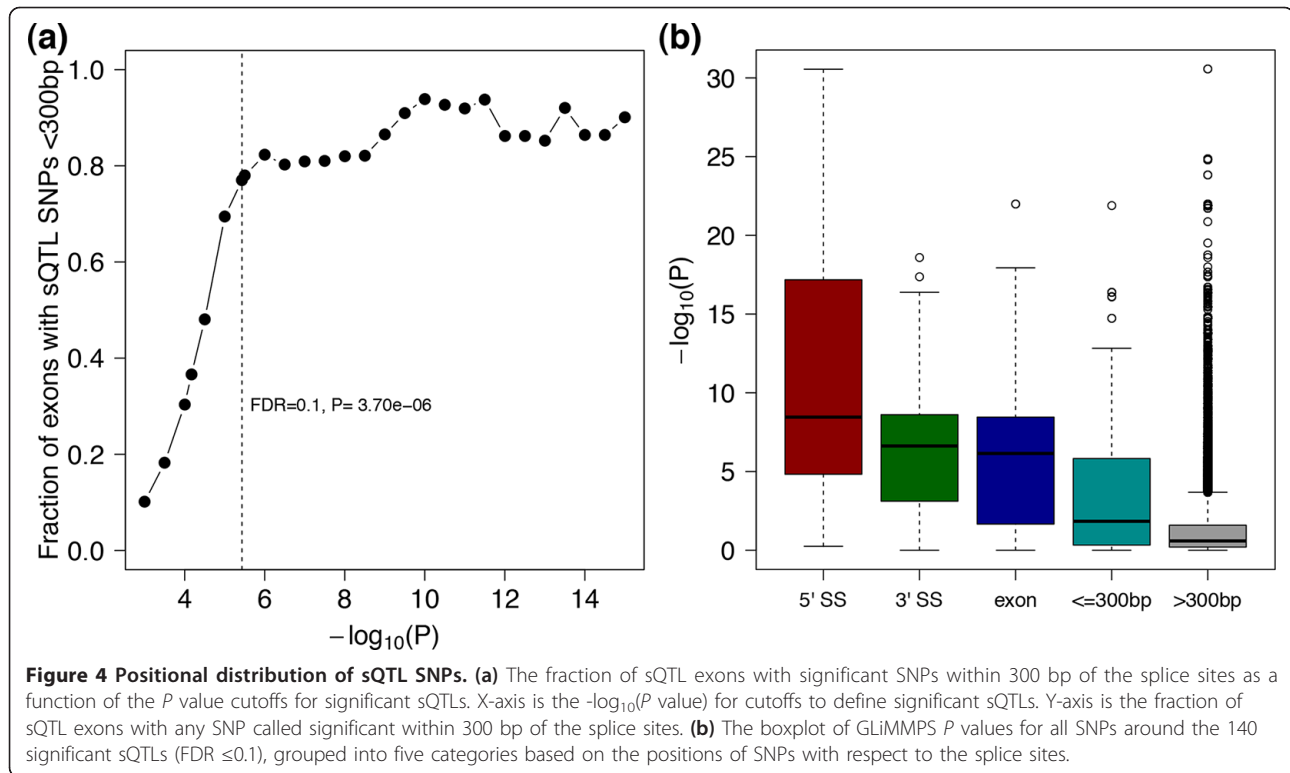 (a)
Fraction of exons with sQTL SNPs <300bp
1.0
0.8
0.6
0.4
0.2
0.0
FDR=0.1, P= 3.70e−06
4 6 8 10 12 14
−log10(P)
(b)
−log10(P)
30
25
20
15
10
5
0
5' SS 3' SS exon <=300bp >300bp
Figure 4 Positional distribution of sQTL SNPs. (a) The fraction of sQTL exons with significant SNPs within 300 bp of the splice sites as a
function of the P value cutoffs for significant sQTLs. X-axis is the -log10(P value) for cutoffs to define significant sQTLs. Y-axis is the fraction of
sQTL exons with any SNP called significant within 300 bp of the splice sites. (b) The boxplot of GLiMMPS P values for all SNPs around the 140
significant sQTLs (FDR ≤0.1), grouped into five categories based on the positions of SNPs with respect to the splice sites.